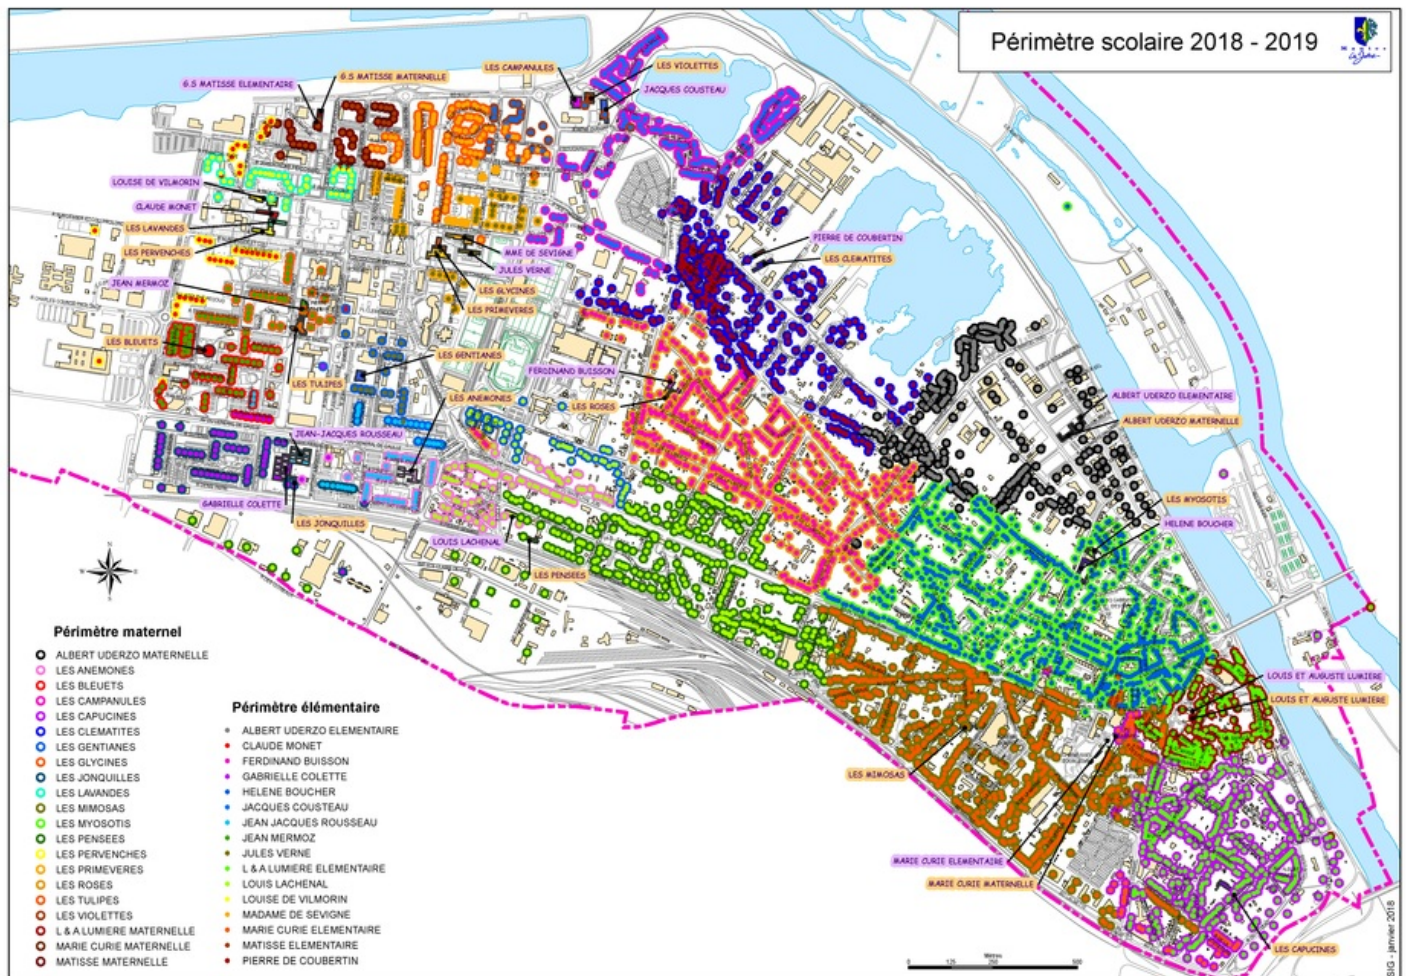 Périmètre scolaire 2018 - 2019
LES CAMPANULES
LES VIOLETTES
G.S MATISSE MATERNELLE
G.S MATISSE ELEMENTAIRE
JACQUES COUSTEAU
LOUISE DE VILMORIN
CLAUDE MONET
LES LAVANDES
LES PERVENCHES
PIERRE DE COUBERTIN
MME DE SEVIGNE
LES CLEMATITES
JULES VERNE
JEAN MERMOZ
LES GLYCINES
LES PRIMEVERES
LES BLEUETS
LES GENTIANES
FERDINAND BUISSON
LES TULIPES
LES ANEMONES
ALBERT UDERZO ELEMENTAIRE
LES ROSES
ALBERT UDERZO MATERNELLE
JEAN-JACQUES ROUSSEAU
LES MYOSOTIS
GABRIELLE COLETTE
LES JONQUILLES
HELENE BOUCHER
LOUIS LACHENAL
LES PENSEES
LOUIS ET AUGUSTE LUMIERE
LOUIS ET AUGUSTE LUMIERE
LES MIMOSAS
MARIE CURIE ELEMENTAIRE
MARIE CURIE MATERNELLE
LES CAPUCINES
Périmètre maternel
ALBERT UDERZO MATERNELLE
LES ANEMONES
LES BLEUETS
LES CAMPANULES
LES CAPUCINES
LES CLEMATITES
LES GENTIANES
LES GLYCINES
LES JONQUILLES
LES LAVANDES
LES MIMOSAS
LES MYOSOTIS
LES PENSEES
LES PERVENCHES
LES PRIMEVERES
LES ROSES
LES TULIPES
LES VIOLETTES
L & A LUMIERE MATERNELLE
MARIE CURIE MATERNELLE
MATISSE MATERNELLE
Périmètre élémentaire
ALBERT UDERZO ELEMENTAIRE
CLAUDE MONET
FERDINAND BUISSON
GABRIELLE COLETTE
HELENE BOUCHER
JACQUES COUSTEAU
JEAN JACQUES ROUSSEAU
JEAN MERMOZ
JULES VERNE
L & A LUMIERE ELEMENTAIRE
LOUIS LACHENAL
LOUISE DE VILMORIN
MADAME DE SEVIGNE
MARIE CURIE ELEMENTAIRE
MATISSE ELEMENTAIRE
PIERRE DE COUBERTIN
Mètres
0 125 250 500
SIG - janvier 2018